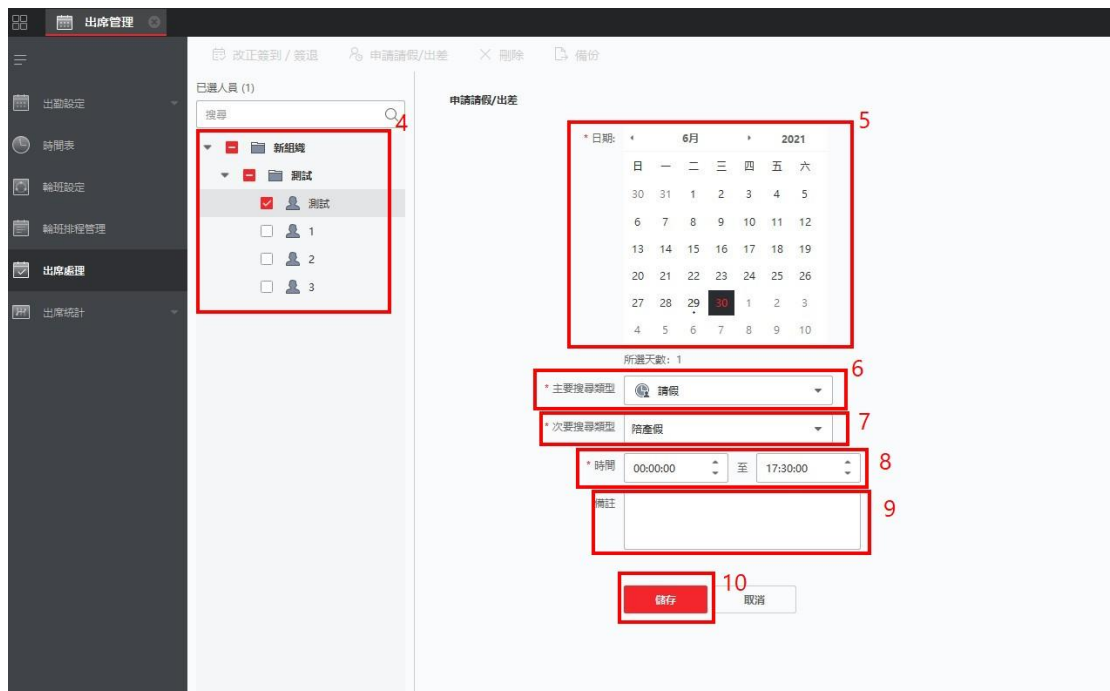 出席管理
改正簽到 / 簽退 申請請假/出差 刪除 備份
出勤設定
時間表
輪班設定
輪班排程管理
出席處理
出席統計
已選人員 (1)
搜尋
4
新組織
測試
測試
1
2
3
申請請假/出差
5
* 日期: 6月 2021
日 一 二 三 四 五 六
30 31 1 2 3 4 5
6 7 8 9 10 11 12
13 14 15 16 17 18 19
20 21 22 23 24 25 26
27 28 29 30 1 2 3
4 5 6 7 8 9 10
所選天數: 1
6
* 主要搜尋類型 請假
* 次要搜尋類型 陪產假
7
* 時間 00:00:00 至 17:30:00
8
備註
9
10
儲存 取消